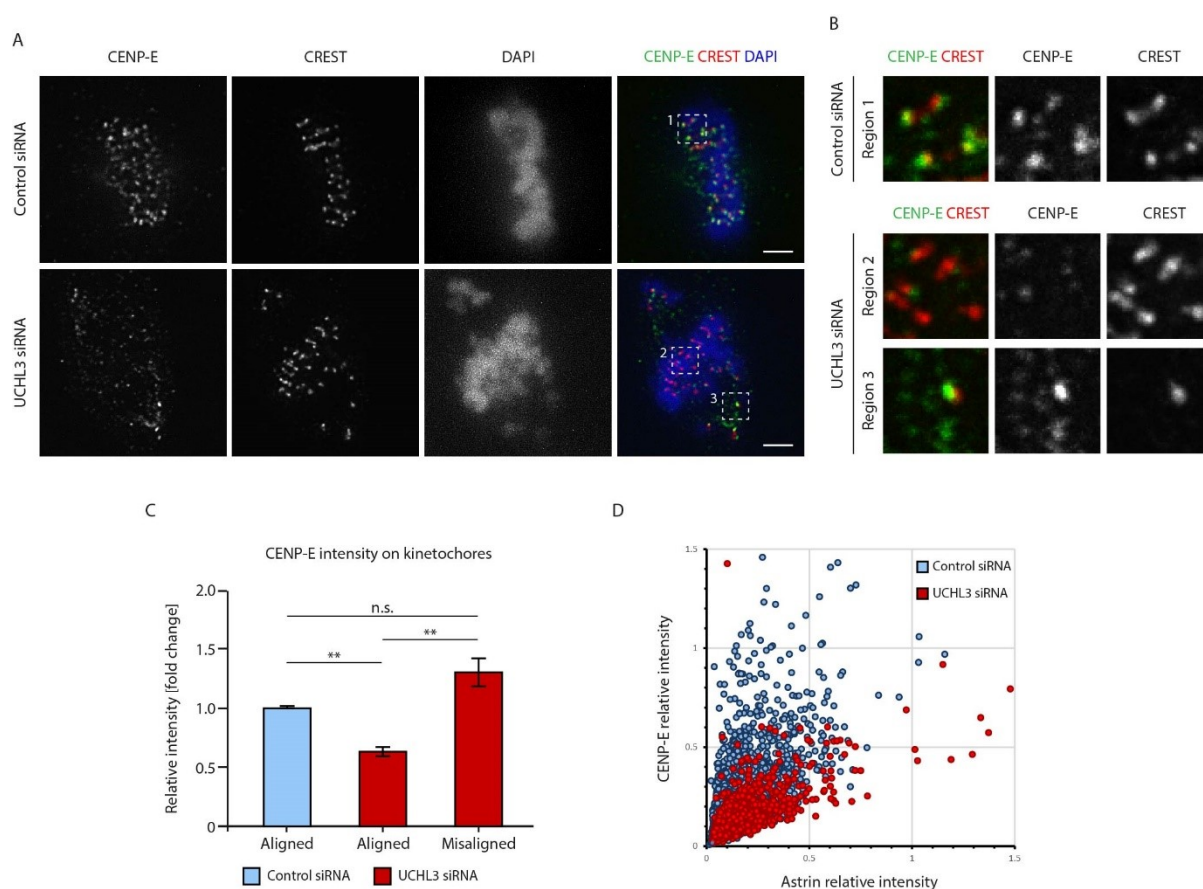 A
CENP-E
CREST
DAPI
CENP-E CREST DAPI
Control siRNA
1
UCHL3 siRNA
2
3
B
CENP-E CREST
CENP-E
CREST
Control siRNA
Region 1
CENP-E CREST
CENP-E
CREST
UCHL3 siRNA
Region 2
Region 3
C
CENP-E intensity on kinetochores
Relative intensity [fold change]
2.0
1.5
1.0
0.5
0
n.s.
**
**
Aligned
Aligned
Misaligned
Control siRNA
UCHL3 siRNA
D
CENP-E relative intensity
1.5
1
0.5
0
Control siRNA
UCHL3 siRNA
0
0.5
1
1.5
Astrin relative intensity